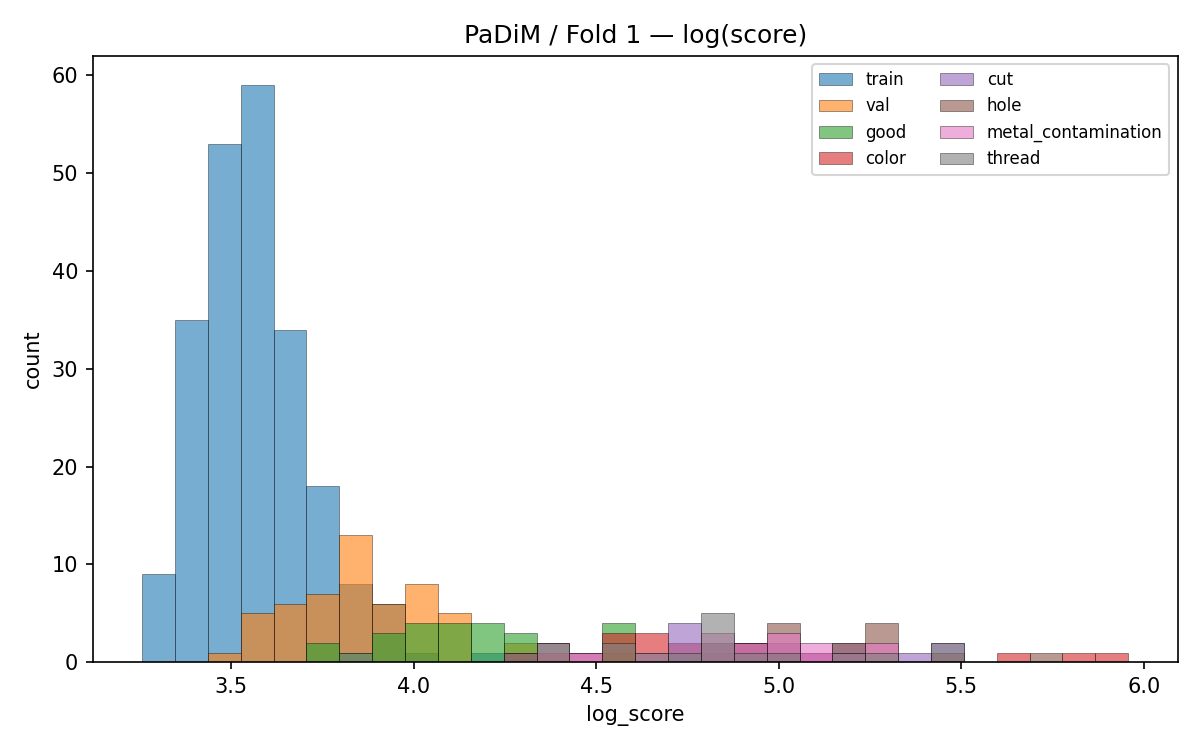 PaDiM / Fold 1 — log(score)
train
val
good
color
cut
hole
metal_contamination
thread
count
60
50
40
30
20
10
0
3.5
4.0
4.5
5.0
5.5
6.0
log_score